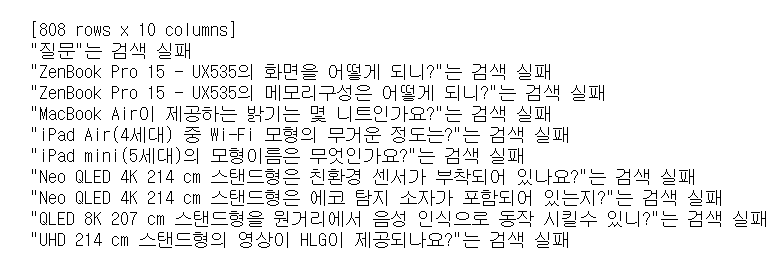 [808 rows x 10 columns]
"질문"는 검색 실패
"ZenBook Pro 15 - UX535의 화면을 어떻게 되니?"는 검색 실패
"ZenBook Pro 15 - UX535의 메모리구성은 어떻게 되니?"는 검색 실패
"MacBook Air이 제공하는 밝기는 몇 니트인가요?"는 검색 실패
"iPad Air(4세대) 중 Wi-Fi 모형의 무거운 정도는?"는 검색 실패
"iPad mini(5세대)의 모형이름은 무엇인가요?"는 검색 실패
"Neo QLED 4K 214 cm 스탠드형은 친환경 센서가 부착되어 있나요?"는 검색 실패
"Neo QLED 4K 214 cm 스탠드형은 에코 탐지 소자가 포함되어 있는지?"는 검색 실패
"QLED 8K 207 cm 스탠드형을 원거리에서 음성 인식으로 동작 시킬수 있니?"는 검색 실패
"UHD 214 cm 스탠드형의 영상이 HLG이 제공되나요?"는 검색 실패